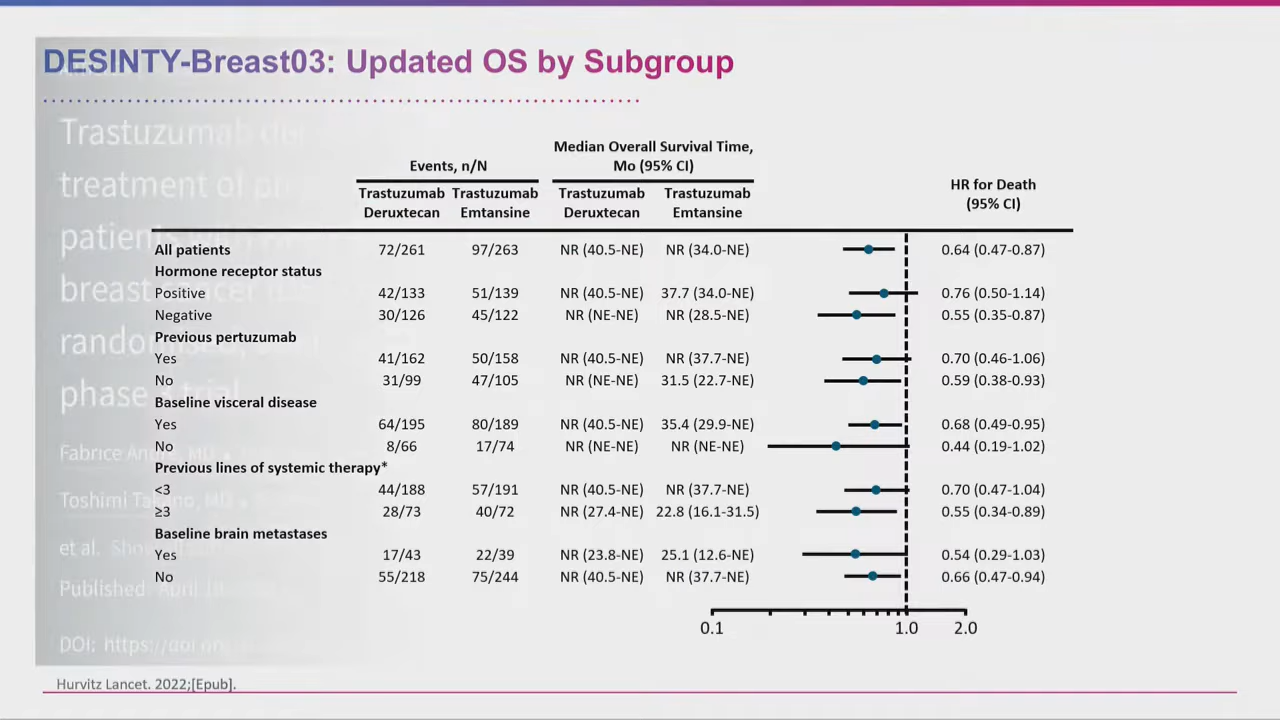 DESINTY-Breast03: Updated OS by Subgroup
Trastuzumab
treatment of
patients
breast cancer
randomised
phase trial
Fabrice
Toshimi
et al.
Published: April
DOI: https://doi
Median Overall Survival Time,
Events, n/N Mo (95% CI)
HR for Death
(95% CI)
Trastuzumab Trastuzumab Trastuzumab Trastuzumab
Deruxtecan Emtansine Deruxtecan Emtansine
All patients 72/261 97/263 NR (40.5-NE) NR (34.0-NE) 0.64 (0.47-0.87)
Hormone receptor status
Positive 42/133 51/139 NR (40.5-NE) 37.7 (34.0-NE) 0.76 (0.50-1.14)
Negative 30/126 45/122 NR (NE-NE) NR (28.5-NE) 0.55 (0.35-0.87)
Previous pertuzumab
Yes 41/162 50/158 NR (40.5-NE) NR (37.7-NE) 0.70 (0.46-1.06)
No 31/99 47/105 NR (NE-NE) 31.5 (22.7-NE) 0.59 (0.38-0.93)
Baseline visceral disease
Yes 64/195 80/189 NR (40.5-NE) 35.4 (29.9-NE) 0.68 (0.49-0.95)
No 8/66 17/74 NR (NE-NE) NR (NE-NE) 0.44 (0.19-1.02)
Previous lines of systemic therapy*
<3 44/188 57/191 NR (40.5-NE) NR (37.7-NE) 0.70 (0.47-1.04)
≥3 28/73 40/72 NR (27.4-NE) 22.8 (16.1-31.5) 0.55 (0.34-0.89)
Baseline brain metastases
Yes 17/43 22/39 NR (23.8-NE) 25.1 (12.6-NE) 0.54 (0.29-1.03)
No 55/218 75/244 NR (40.5-NE) NR (37.7-NE) 0.66 (0.47-0.94)
0.1 1.0 2.0
Hurvitz Lancet. 2022;[Epub].